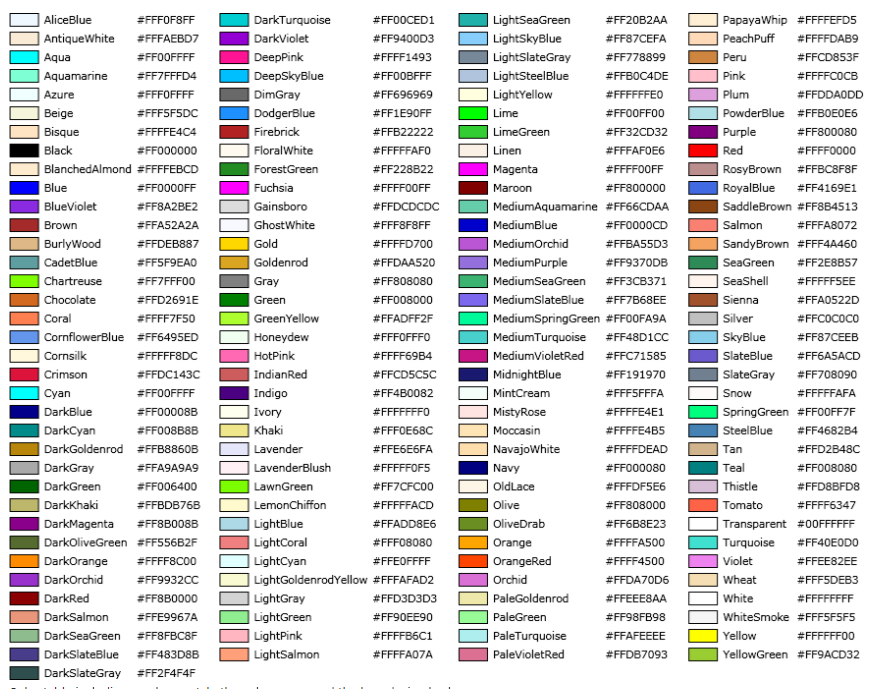 AliceBlue #FFF0F8FF
AntiqueWhite #FFFAEBD7
Aqua #FF00FFFF
Aquamarine #FF7FFFD4
Azure #FFF0FFFF
Beige #FFF5F5DC
Bisque #FFFFE4C4
Black #FF000000
BlanchedAlmond #FFFFEBCD
Blue #FF0000FF
BlueViolet #FF8A2BE2
Brown #FFA52A2A
BurlyWood #FFDEB887
CadetBlue #FF5F9EA0
Chartreuse #FF7FFF00
Chocolate #FFD2691E
Coral #FFFF7F50
CornflowerBlue #FF6495ED
Cornsilk #FFFFF8DC
Crimson #FFDC143C
Cyan #FF00FFFF
DarkBlue #FF00008B
DarkCyan #FF008B8B
DarkGoldenrod #FFB8860B
DarkGray #FFA9A9A9
DarkGreen #FF006400
DarkKhaki #FFBDB76B
DarkMagenta #FF8B008B
DarkOliveGreen #FF556B2F
DarkOrange #FFFF8C00
DarkOrchid #FF9932CC
DarkRed #FF8B0000
DarkSalmon #FFE9967A
DarkSeaGreen #FF8FBC8F
DarkSlateBlue #FF483D8B
DarkSlateGray #FF2F4F4F
DarkTurquoise #FF00CED1
DarkViolet #FF9400D3
DeepPink #FFFF1493
DeepSkyBlue #FF00BFFF
DimGray #FF696969
DodgerBlue #FF1E90FF
Firebrick #FFB22222
FloralWhite #FFFFFAF0
ForestGreen #FF228B22
Fuchsia #FFFF00FF
Gainsboro #FFDCDCDC
GhostWhite #FFF8F8FF
Gold #FFFFD700
Goldenrod #FFDAA520
Gray #FF808080
Green #FF008000
GreenYellow #FFADFF2F
Honeydew #FFF0FFF0
HotPink #FFFF69B4
IndianRed #FFCD5C5C
Indigo #FF4B0082
Ivory #FFFFFFF0
Khaki #FFF0E68C
Lavender #FFE6E6FA
LavenderBlush #FFFFF0F5
LawnGreen #FF7CFC00
LemonChiffon #FFFFFACD
LightBlue #FFADD8E6
LightCoral #FFF08080
LightCyan #FFE0FFFF
LightGoldenrodYellow #FFFAFAD2
LightGray #FFD3D3D3
LightGreen #FF90EE90
LightPink #FFFFB6C1
LightSalmon #FFFFA07A
LightSeaGreen #FF20B2AA
LightSkyBlue #FF87CEFA
LightSlateGray #FF778899
LightSteelBlue #FFB0C4DE
LightYellow #FFFFFFE0
Lime #FF00FF00
LimeGreen #FF32CD32
Linen #FFFAF0E6
Magenta #FFFF00FF
Maroon #FF800000
MediumAquamarine #FF66CDAA
MediumBlue #FF0000CD
MediumOrchid #FFBA55D3
MediumPurple #FF9370DB
MediumSeaGreen #FF3CB371
MediumSlateBlue #FF7B68EE
MediumSpringGreen #FF00FA9A
MediumTurquoise #FF48D1CC
MediumVioletRed #FFC71585
MidnightBlue #FF191970
MintCream #FFF5FFFA
MistyRose #FFFFE4E1
Moccasin #FFFFE4B5
NavajoWhite #FFFFDEAD
Navy #FF000080
OldLace #FFFDF5E6
Olive #FF808000
OliveDrab #FF6B8E23
Orange #FFFFA500
OrangeRed #FFFF4500
Orchid #FFDA70D6
PaleGoldenrod #FFEEE8AA
PaleGreen #FF98FB98
PaleTurquoise #FFAFEEEE
PaleVioletRed #FFDB7093
PapayaWhip #FFFFEFD5
PeachPuff #FFFFDAB9
Peru #FFCD853F
Pink #FFFFC0CB
Plum #FFDDA0DD
PowderBlue #FFB0E0E6
Purple #FF800080
Red #FFFF0000
RosyBrown #FFBC8F8F
RoyalBlue #FF4169E1
SaddleBrown #FF8B4513
Salmon #FFFA8072
SandyBrown #FFF4A460
SeaGreen #FF2E8B57
SeaShell #FFFFF5EE
Sienna #FFA0522D
Silver #FFC0C0C0
SkyBlue #FF87CEEB
SlateBlue #FF6A5ACD
SlateGray #FF708090
Snow #FFFFFAFA
SpringGreen #FF00FF7F
SteelBlue #FF4682B4
Tan #FFD2B48C
Teal #FF008080
Thistle #FFD8BFD8
Tomato #FFFF6347
Transparent #00FFFFFF
Turquoise #FF40E0D0
Violet #FFEE82EE
Wheat #FFF5DEB3
White #FFFFFFFF
WhiteSmoke #FFF5F5F5
Yellow #FFFFFF00
YellowGreen #FF9ACD32